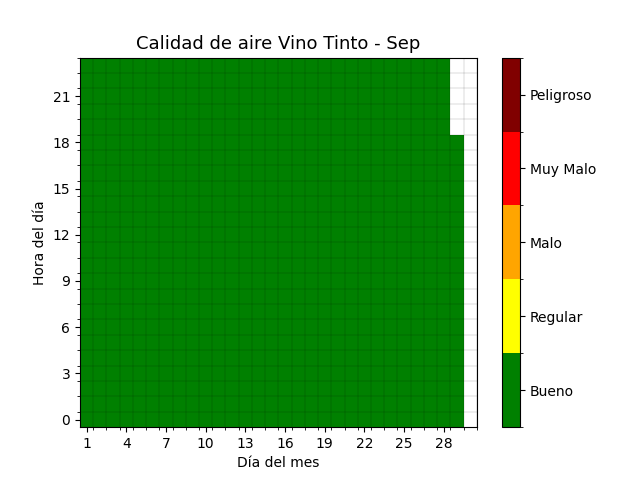 Calidad de aire Vino Tinto - Sep
Hora del día
21
18
15
12
9
6
3
0
1 4 7 10 13 16 19 22 25 28
Día del mes
Peligroso
Muy Malo
Malo
Regular
Bueno